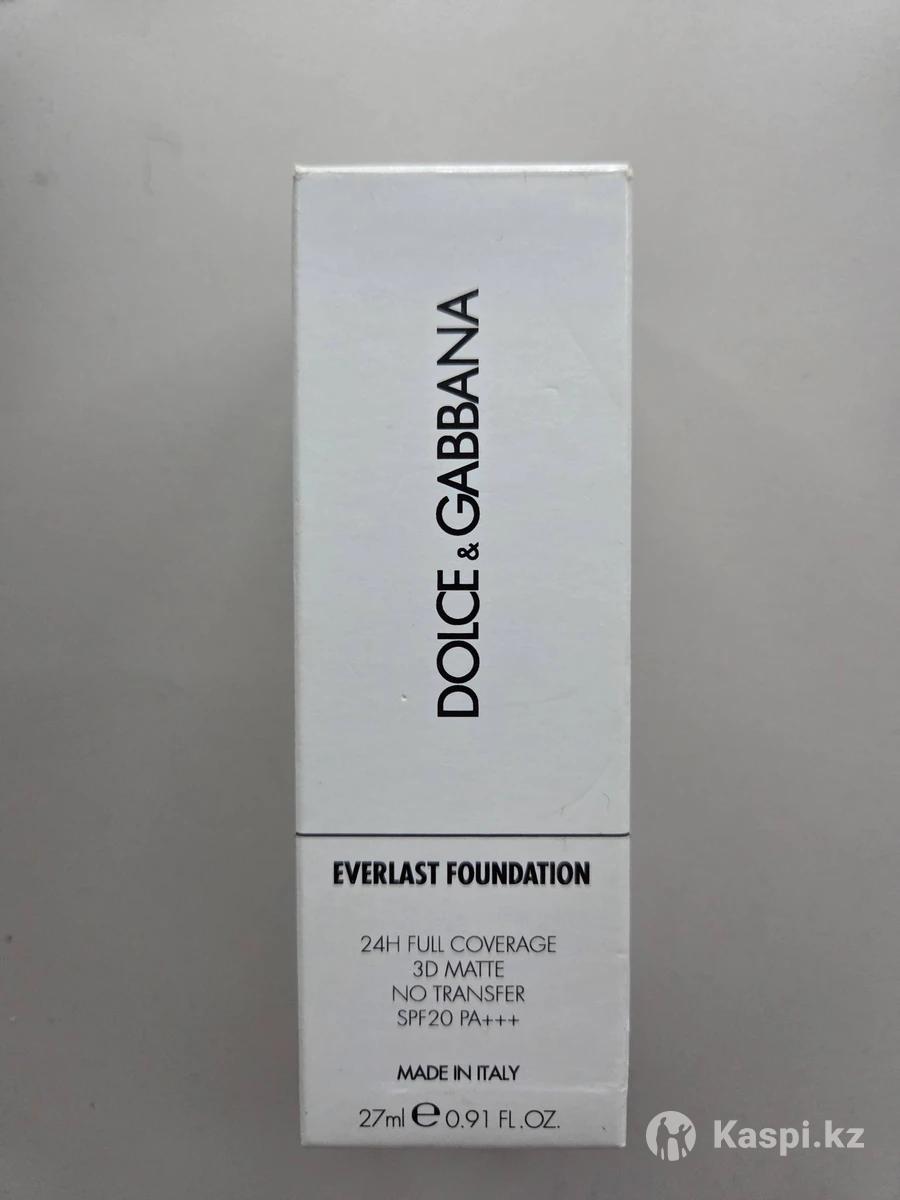 DOLCE & GABBANA
EVERLAST FOUNDATION
24H FULL COVERAGE
3D MATTE
NO TRANSFER
SPF20 PA+++
MADE IN ITALY
27ml e 0.91 FL.OZ.
Kaspi.kz